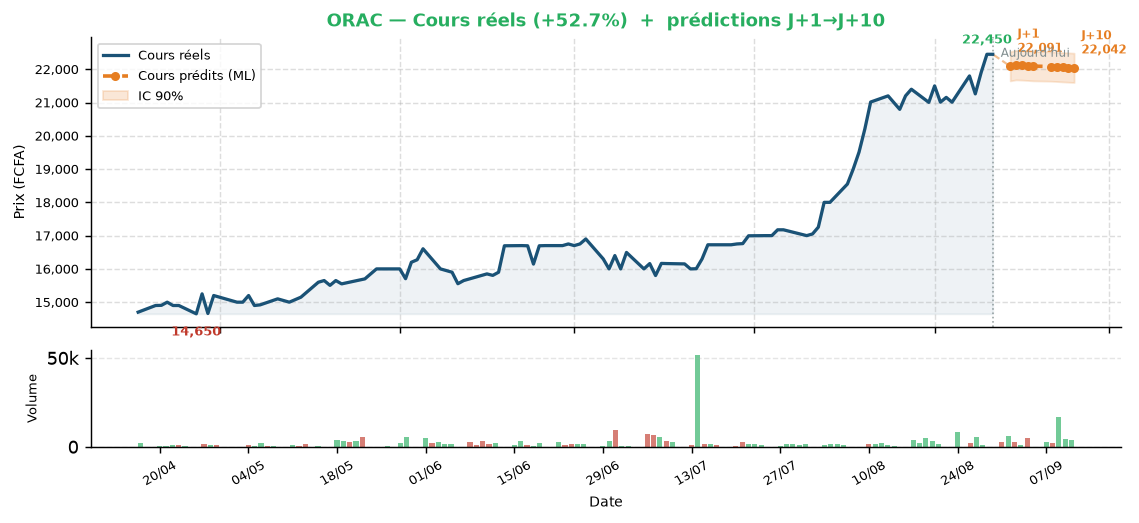 ORAC — Cours réels (+52.7%) + prédictions J+1→J+10
Cours réels
Cours prédits (ML)
IC 90%
22,450
J+1
22,091
Aujourd'hui
J+10
22,042
14,650
Prix (FCFA)
22,000
21,000
20,000
19,000
18,000
17,000
16,000
15,000
Volume
50k
0
20/04 04/05 18/05 01/06 15/06 29/06 13/07 27/07 10/08 24/08 07/09
Date